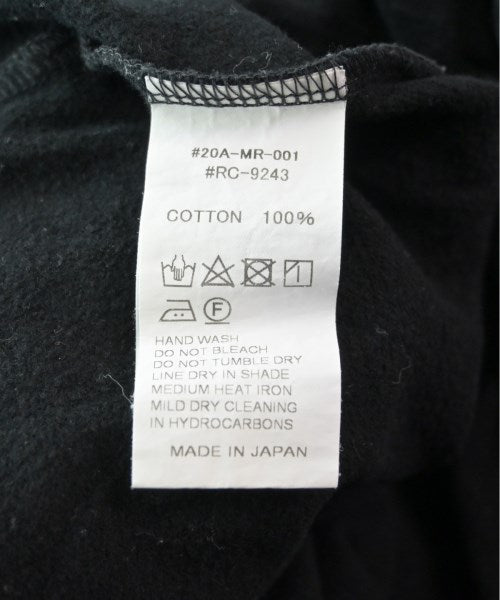 #20A-MR-001
#RC-9243
COTTON 100%
F
HAND WASH
DO NOT BLEACH
DO NOT TUMBLE DRY
LINE DRY IN SHADE
MEDIUM HEAT IRON
MILD DRY CLEANING
IN HYDROCARBONS
MADE IN JAPAN